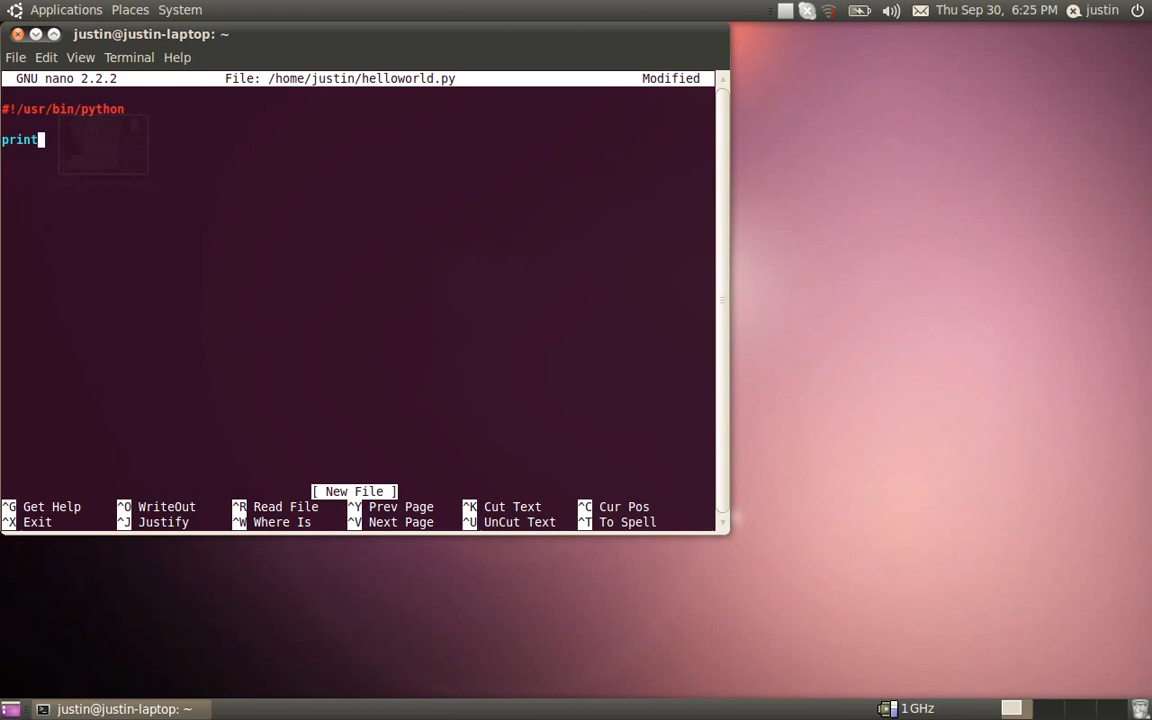 Applications Places System Thu Sep 30, 6:25 PM justin
justin@justin-laptop: ~
File Edit View Terminal Help
GNU nano 2.2.2 File: /home/justin/helloworld.py Modified
#!/usr/bin/python
print
[ New File ]
^G Get Help ^O WriteOut ^R Read File ^Y Prev Page ^K Cut Text ^C Cur Pos
^X Exit ^J Justify ^W Where Is ^V Next Page ^U UnCut Text ^T To Spell
justin@justin-laptop: ~ 1 GHz